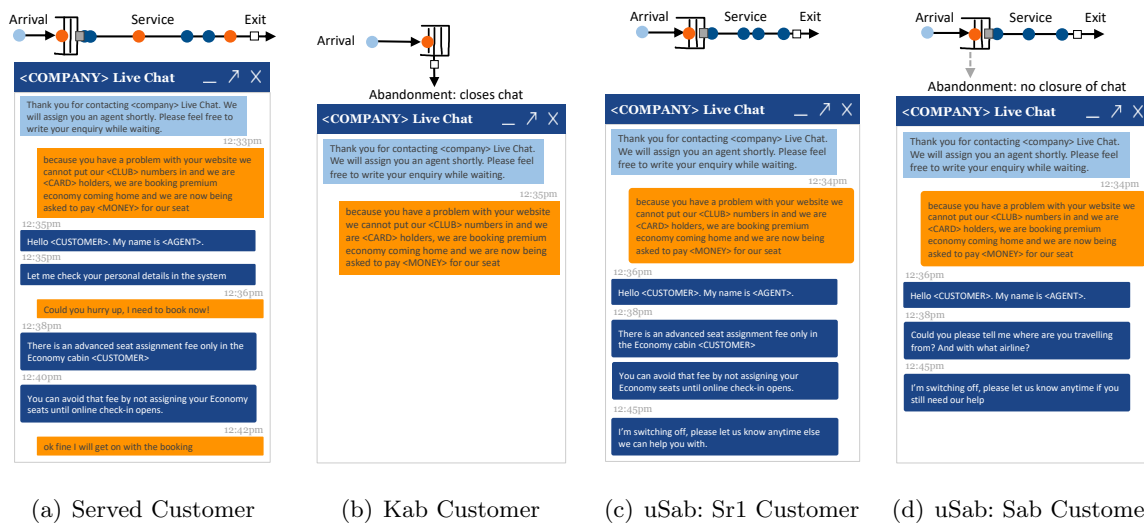 Arrival
Service
Exit
<COMPANY> Live Chat
Thank you for contacting <company> Live Chat. We
will assign you an agent shortly. Please feel free to
write your enquiry while waiting.
12:33pm
because you have a problem with your website we
cannot put our <CLUB> numbers in and we are
<CARD> holders, we are booking premium
economy coming home and we are now being
asked to pay <MONEY> for our seat
12:35pm
Hello <CUSTOMER>. My name is <AGENT>.
12:35pm
Let me check your personal details in the system
12:36pm
Could you hurry up, I need to book now!
12:38pm
There is an advanced seat assignment fee only in the
Economy cabin <CUSTOMER>
12:40pm
You can avoid that fee by not assigning your Economy
seats until online check-in opens.
12:42pm
ok fine I will get on with the booking
(a) Served Customer
Arrival
Abandonment: closes chat
<COMPANY> Live Chat
Thank you for contacting <company> Live Chat.
We will assign you an agent shortly. Please feel
free to write your enquiry while waiting.
12:35pm
because you have a problem with your website
we cannot put our <CLUB> numbers in and we
are <CARD> holders, we are booking premium
economy coming home and we are now being
asked to pay <MONEY> for our seat
(b) Kab Customer
Arrival
Service
Exit
<COMPANY> Live Chat
Thank you for contacting <company> Live Chat.
We will assign you an agent shortly. Please feel
free to write your enquiry while waiting.
12:34pm
because you have a problem with your website we
cannot put our <CLUB> numbers in and we are
<CARD> holders, we are booking premium
economy coming home and we are now being
asked to pay <MONEY> for our seat
12:36pm
Hello <CUSTOMER>. My name is <AGENT>.
12:38pm
There is an advanced seat assignment fee only in
the Economy cabin <CUSTOMER>
You can avoid that fee by not assigning your
Economy seats until online check-in opens.
12:45pm
I'm switching off, please let us know anytime else
we can help you with.
(c) uSab: Sr1 Customer
Arrival
Service
Exit
Abandonment: no closure of chat
<COMPANY> Live Chat
Thank you for contacting <company> Live Chat.
We will assign you an agent shortly. Please feel
free to write your enquiry while waiting.
12:34pm
because you have a problem with your website we
cannot put our <CLUB> numbers in and we are
<CARD> holders, we are booking premium
economy coming home and we are now being
asked to pay <MONEY> for our seat
12:36pm
Hello <CUSTOMER>. My name is <AGENT>.
12:38pm
Could you please tell me where are you travelling
from? And with what airline?
12:45pm
I'm switching off, please let us know anytime if you
still need our help
(d) uSab: Sab Custome